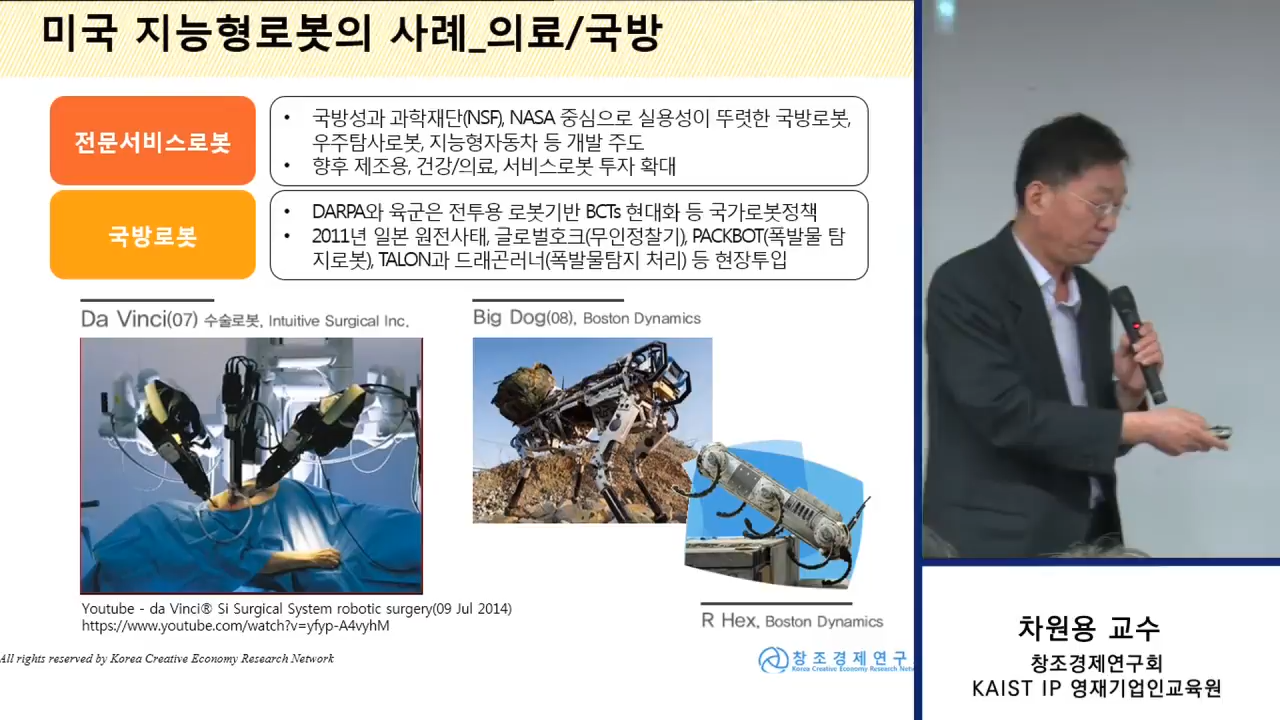 미국 지능형로봇의 사례_의료/국방
전문서비스로봇
• 국방성과 과학재단(NSF), NASA 중심으로 실용성이 뚜렷한 국방로봇,
우주탐사로봇, 지능형자동차 등 개발 주도
• 향후 제조용, 건강/의료, 서비스로봇 투자 확대
국방로봇
• DARPA와 육군은 전투용 로봇기반 BCTs 현대화 등 국가로봇정책
• 2011년 일본 원전사태, 글로벌호크(무인정찰기), PACKBOT(폭발물 탐
지로봇), TALON과 드래곤러너(폭발물탐지 처리) 등 현장투입
Da Vinci(07) 수술로봇, Intuitive Surgical Inc.
Big Dog(08), Boston Dynamics
R Hex, Boston Dynamics
Youtube - da Vinci® Si Surgical System robotic surgery(09 Jul 2014)
https://www.youtube.com/watch?v=yfyp-A4vyhM
All rights reserved by Korea Creative Economy Research Network
창조경제연구
Korea Creative Economy Research Netw
차원용 교수
창조경제연구회
KAIST IP 영재기업인교육원